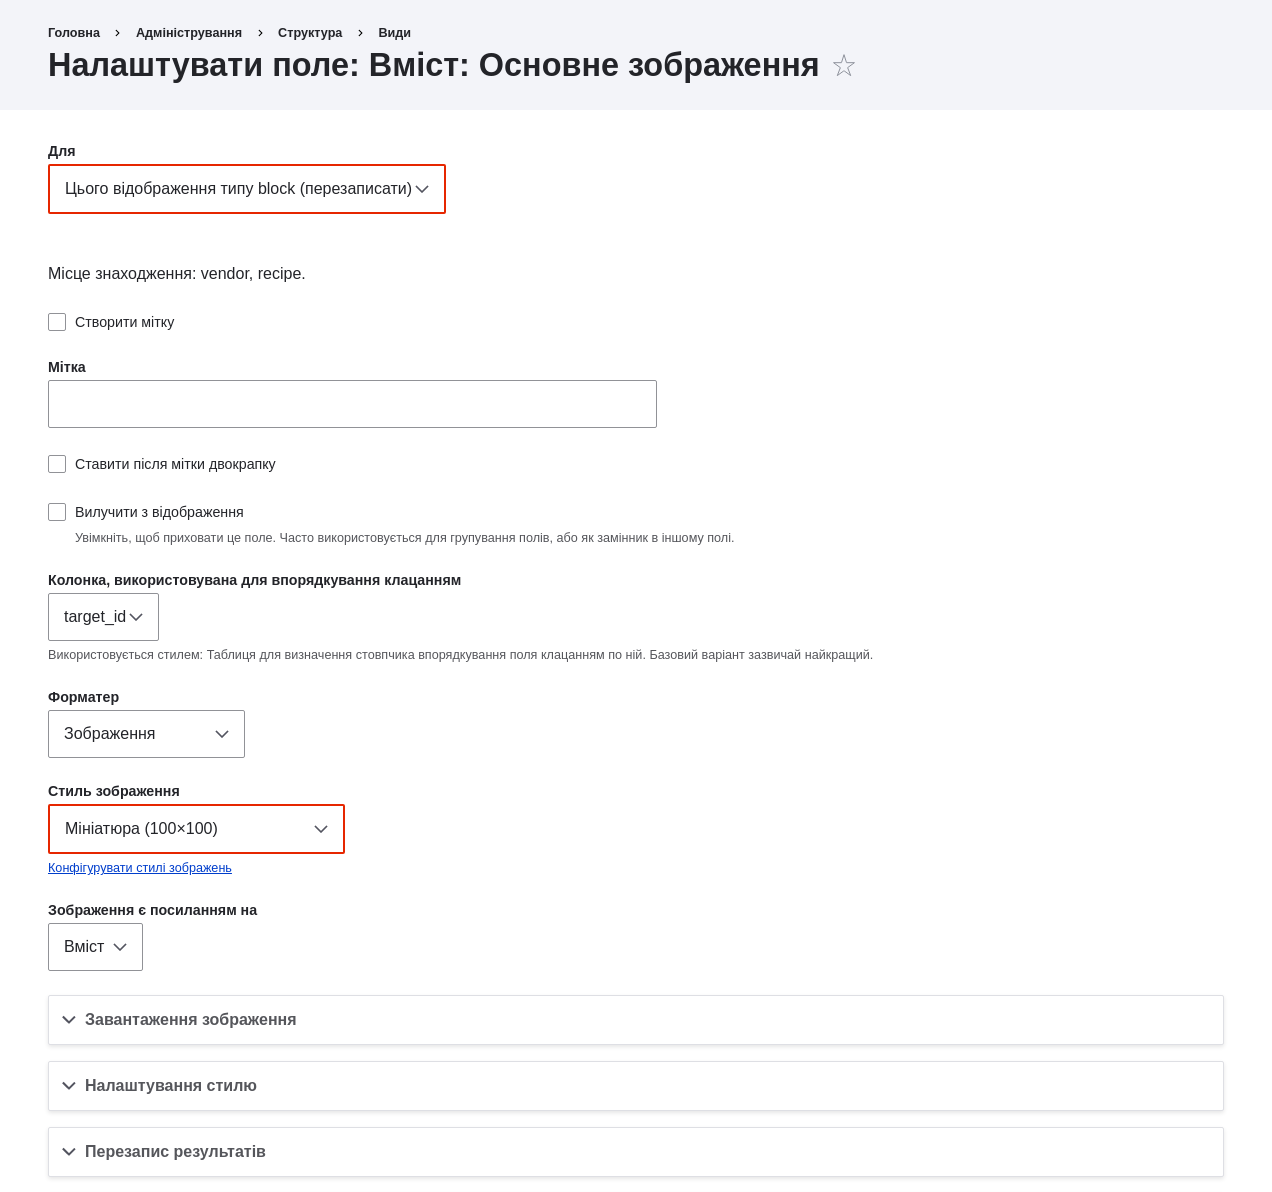 Головна › Адміністрування › Структура › Види
Налаштувати поле: Вміст: Основне зображення ☆
Для
Цього відображення типу block (перезаписати)
Місце знаходження: vendor, recipe.
Створити мітку
Мітка
Ставити після мітки двокрапку
Вилучити з відображення
Увімкніть, щоб приховати це поле. Часто використовується для групування полів, або як замінник в іншому полі.
Колонка, використовувана для впорядкування клацанням
target_id
Використовується стилем: Таблиця для визначення стовпчика впорядкування поля клацанням по ній. Базовий варіант зазвичай найкращий.
Форматер
Зображення
Стиль зображення
Мініатюра (100×100)
Конфігурувати стилі зображень
Зображення є посиланням на
Вміст
Завантаження зображення
Налаштування стилю
Перезапис результатів